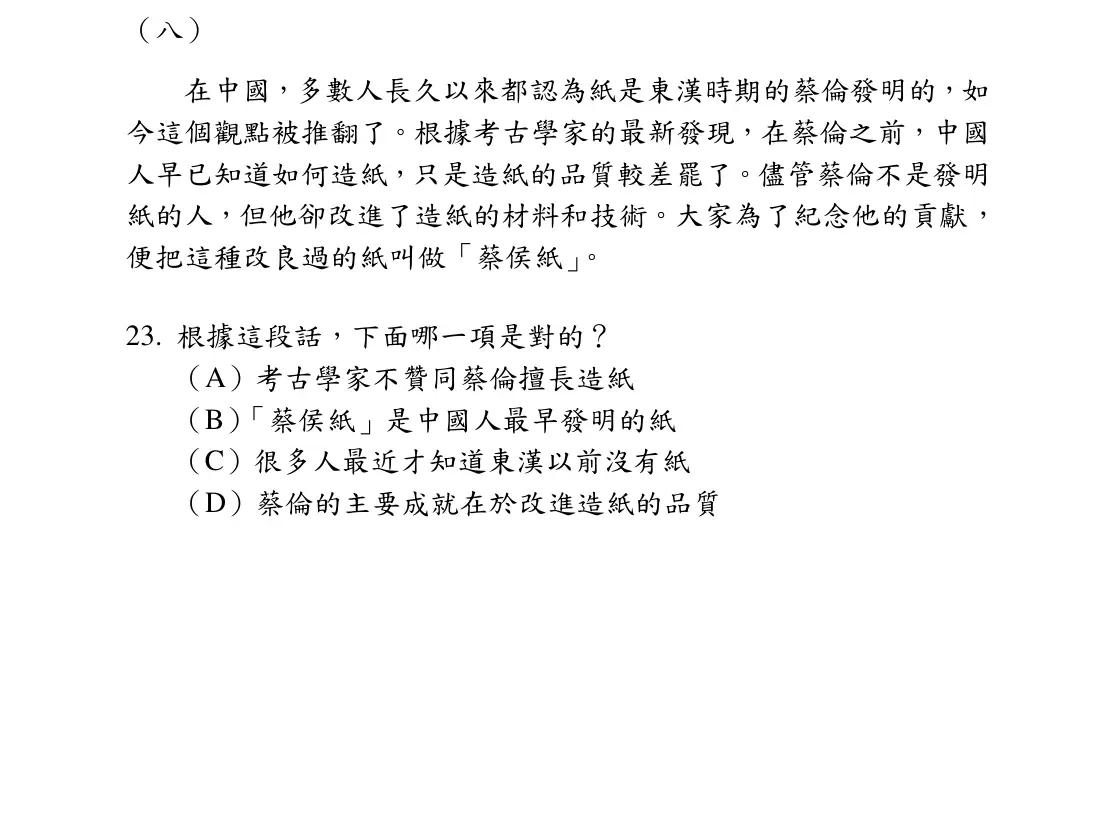 （八）
在中國，多數人長久以來都認為紙是東漢時期的蔡倫發明的，如
今這個觀點被推翻了。根據考古學家的最新發現，在蔡倫之前，中國
人早已知道如何造紙，只是造紙的品質較差罷了。儘管蔡倫不是發明
紙的人，但他卻改進了造紙的材料和技術。大家為了紀念他的貢獻，
便把這種改良過的紙叫做「蔡侯紙」。
23. 根據這段話，下面哪一項是對的？
（A）考古學家不贊同蔡倫擅長造紙
（B）「蔡侯紙」是中國人最早發明的紙
（C）很多人最近才知道東漢以前沒有紙
（D）蔡倫的主要成就在於改進造紙的品質